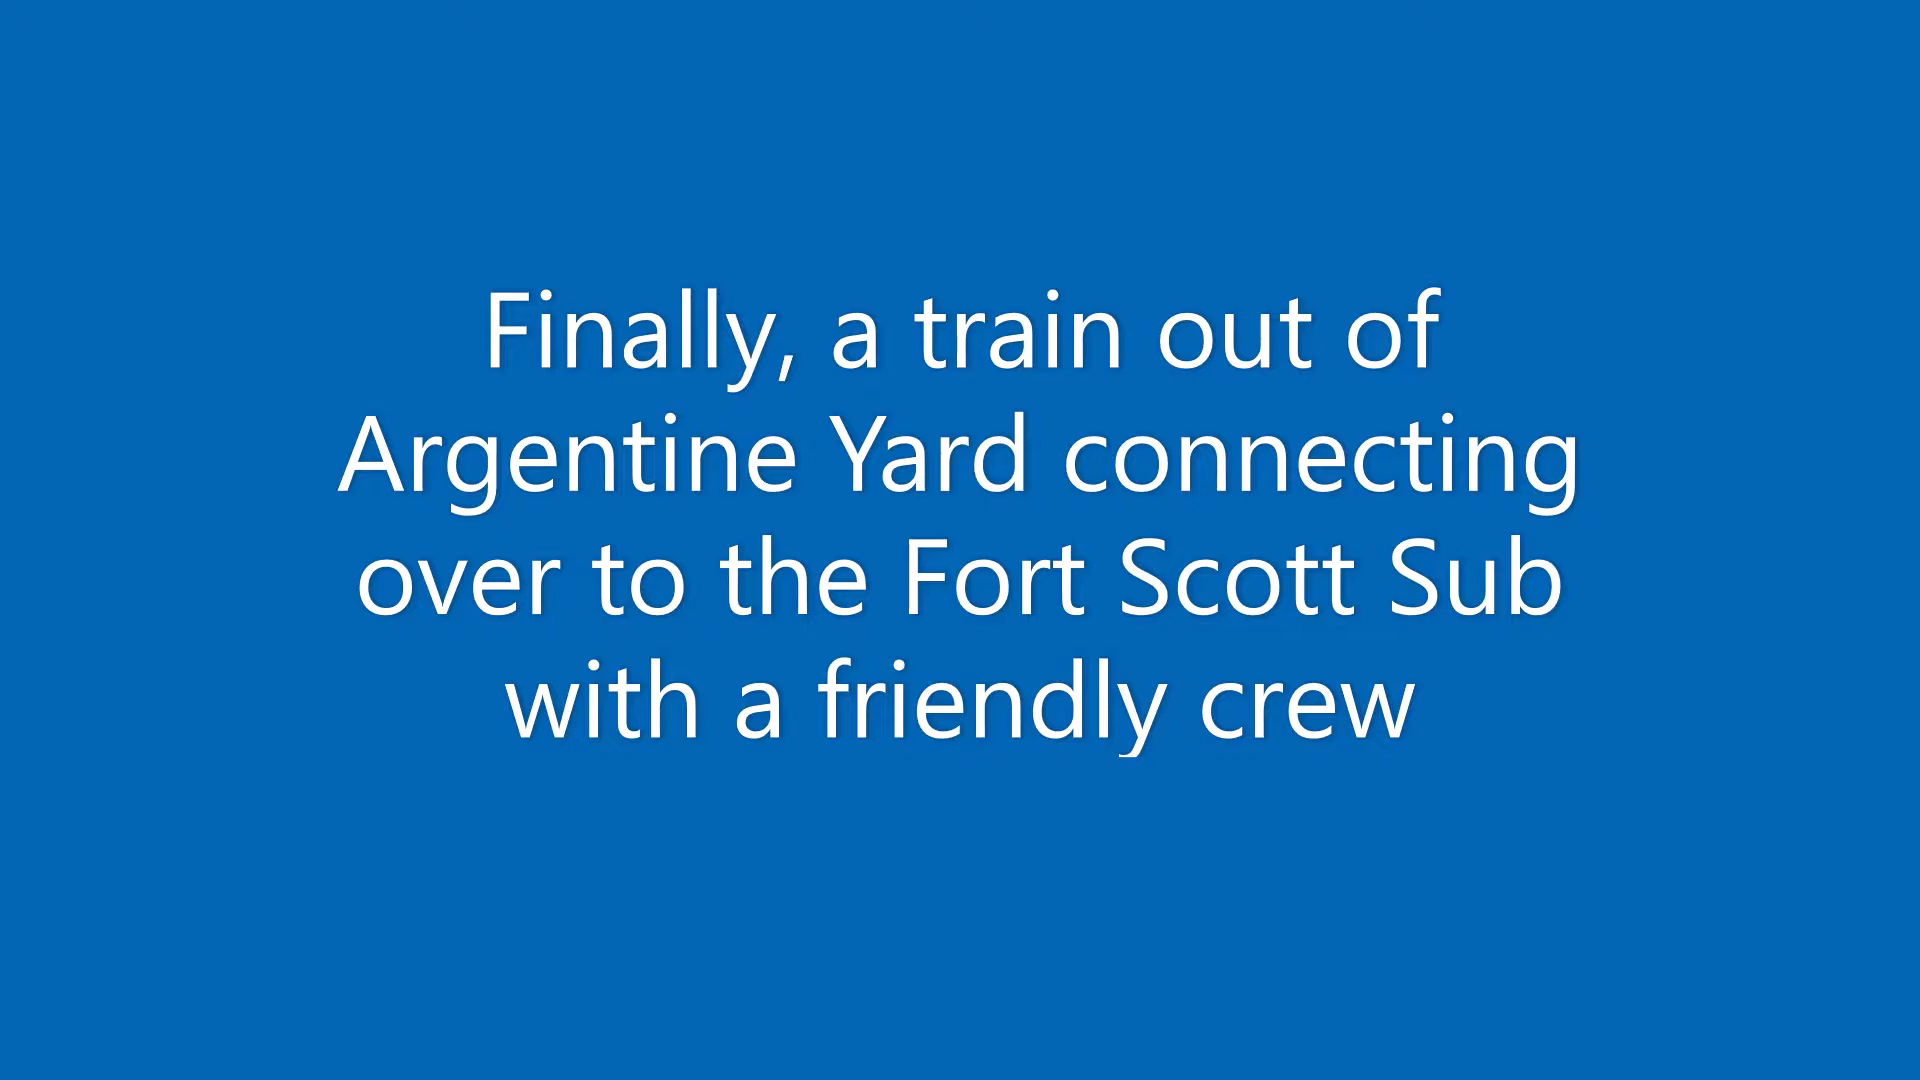 Finally, a train out of
Argentine Yard connecting
over to the Fort Scott Sub
with a friendly crew